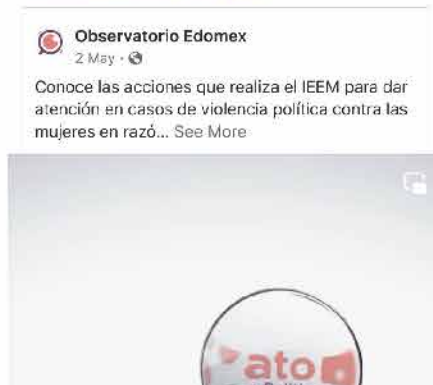 Observatorio Edomex
2 May ·
Conoce las acciones que realiza el IEEM para dar
atención en casos de violencia política contra las
mujeres en razó... See More
ato